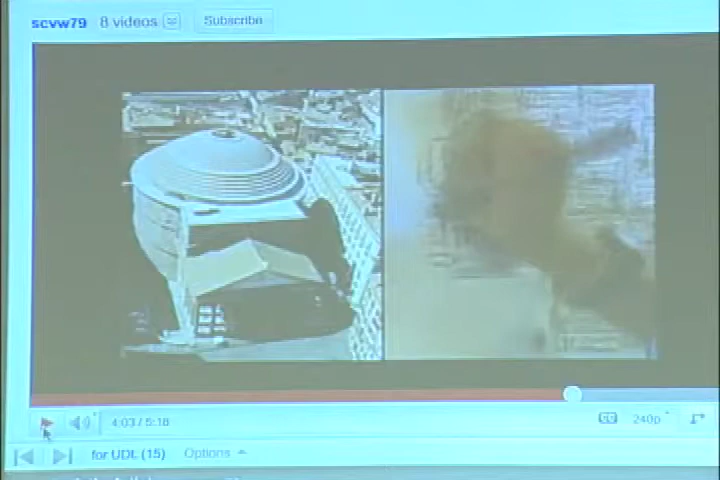 scvw79 8 videos Subscribe
4:03 / 5:18 240p
for UDL (15) Options